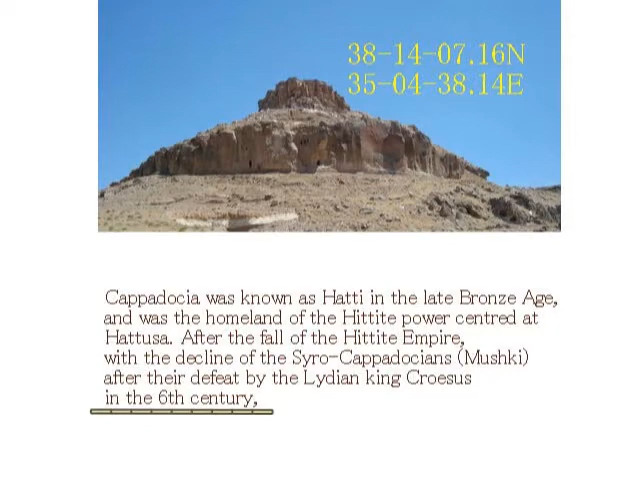 38-14-07.16N
35-04-38.14E
Cappadocia was known as Hatti in the late Bronze Age,
and was the homeland of the Hittite power centred at
Hattusa. After the fall of the Hittite Empire,
with the decline of the Syro-Cappadocians (Mushki)
after their defeat by the Lydian king Croesus
in the 6th century,